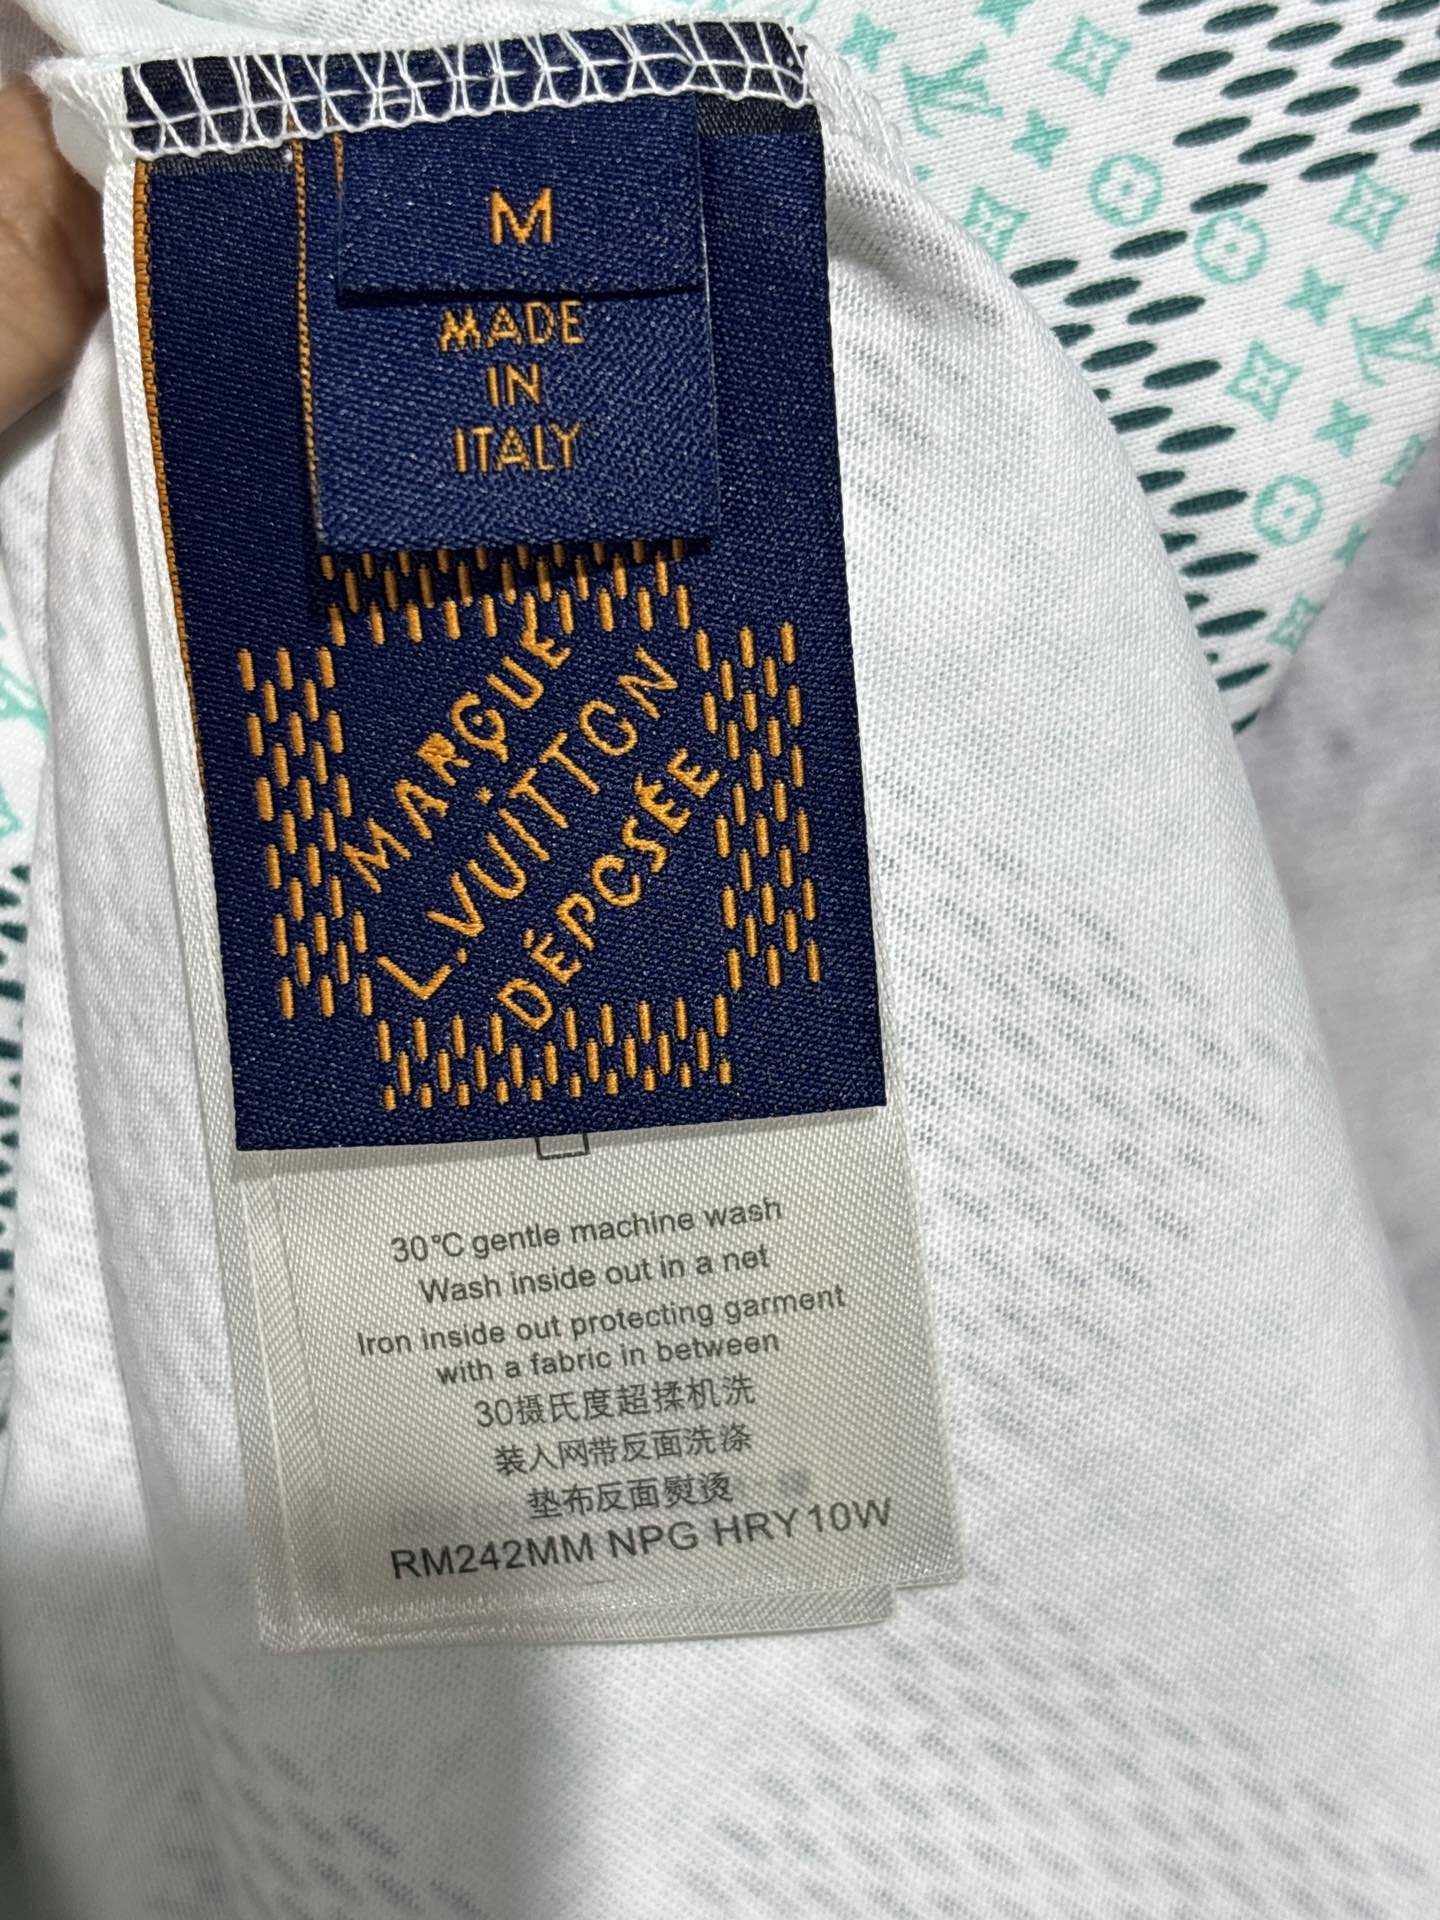 M
MADE
IN
ITALY
MARQUE
L.VUITTON
DÉPOSÉE
30°C gentle machine wash
Wash inside out in a net
Iron inside out protecting garment
with a fabric in between
30摄氏度超揉机洗
装入网带反面洗涤
垫布反面熨烫
RM242MM NPG HRY10W